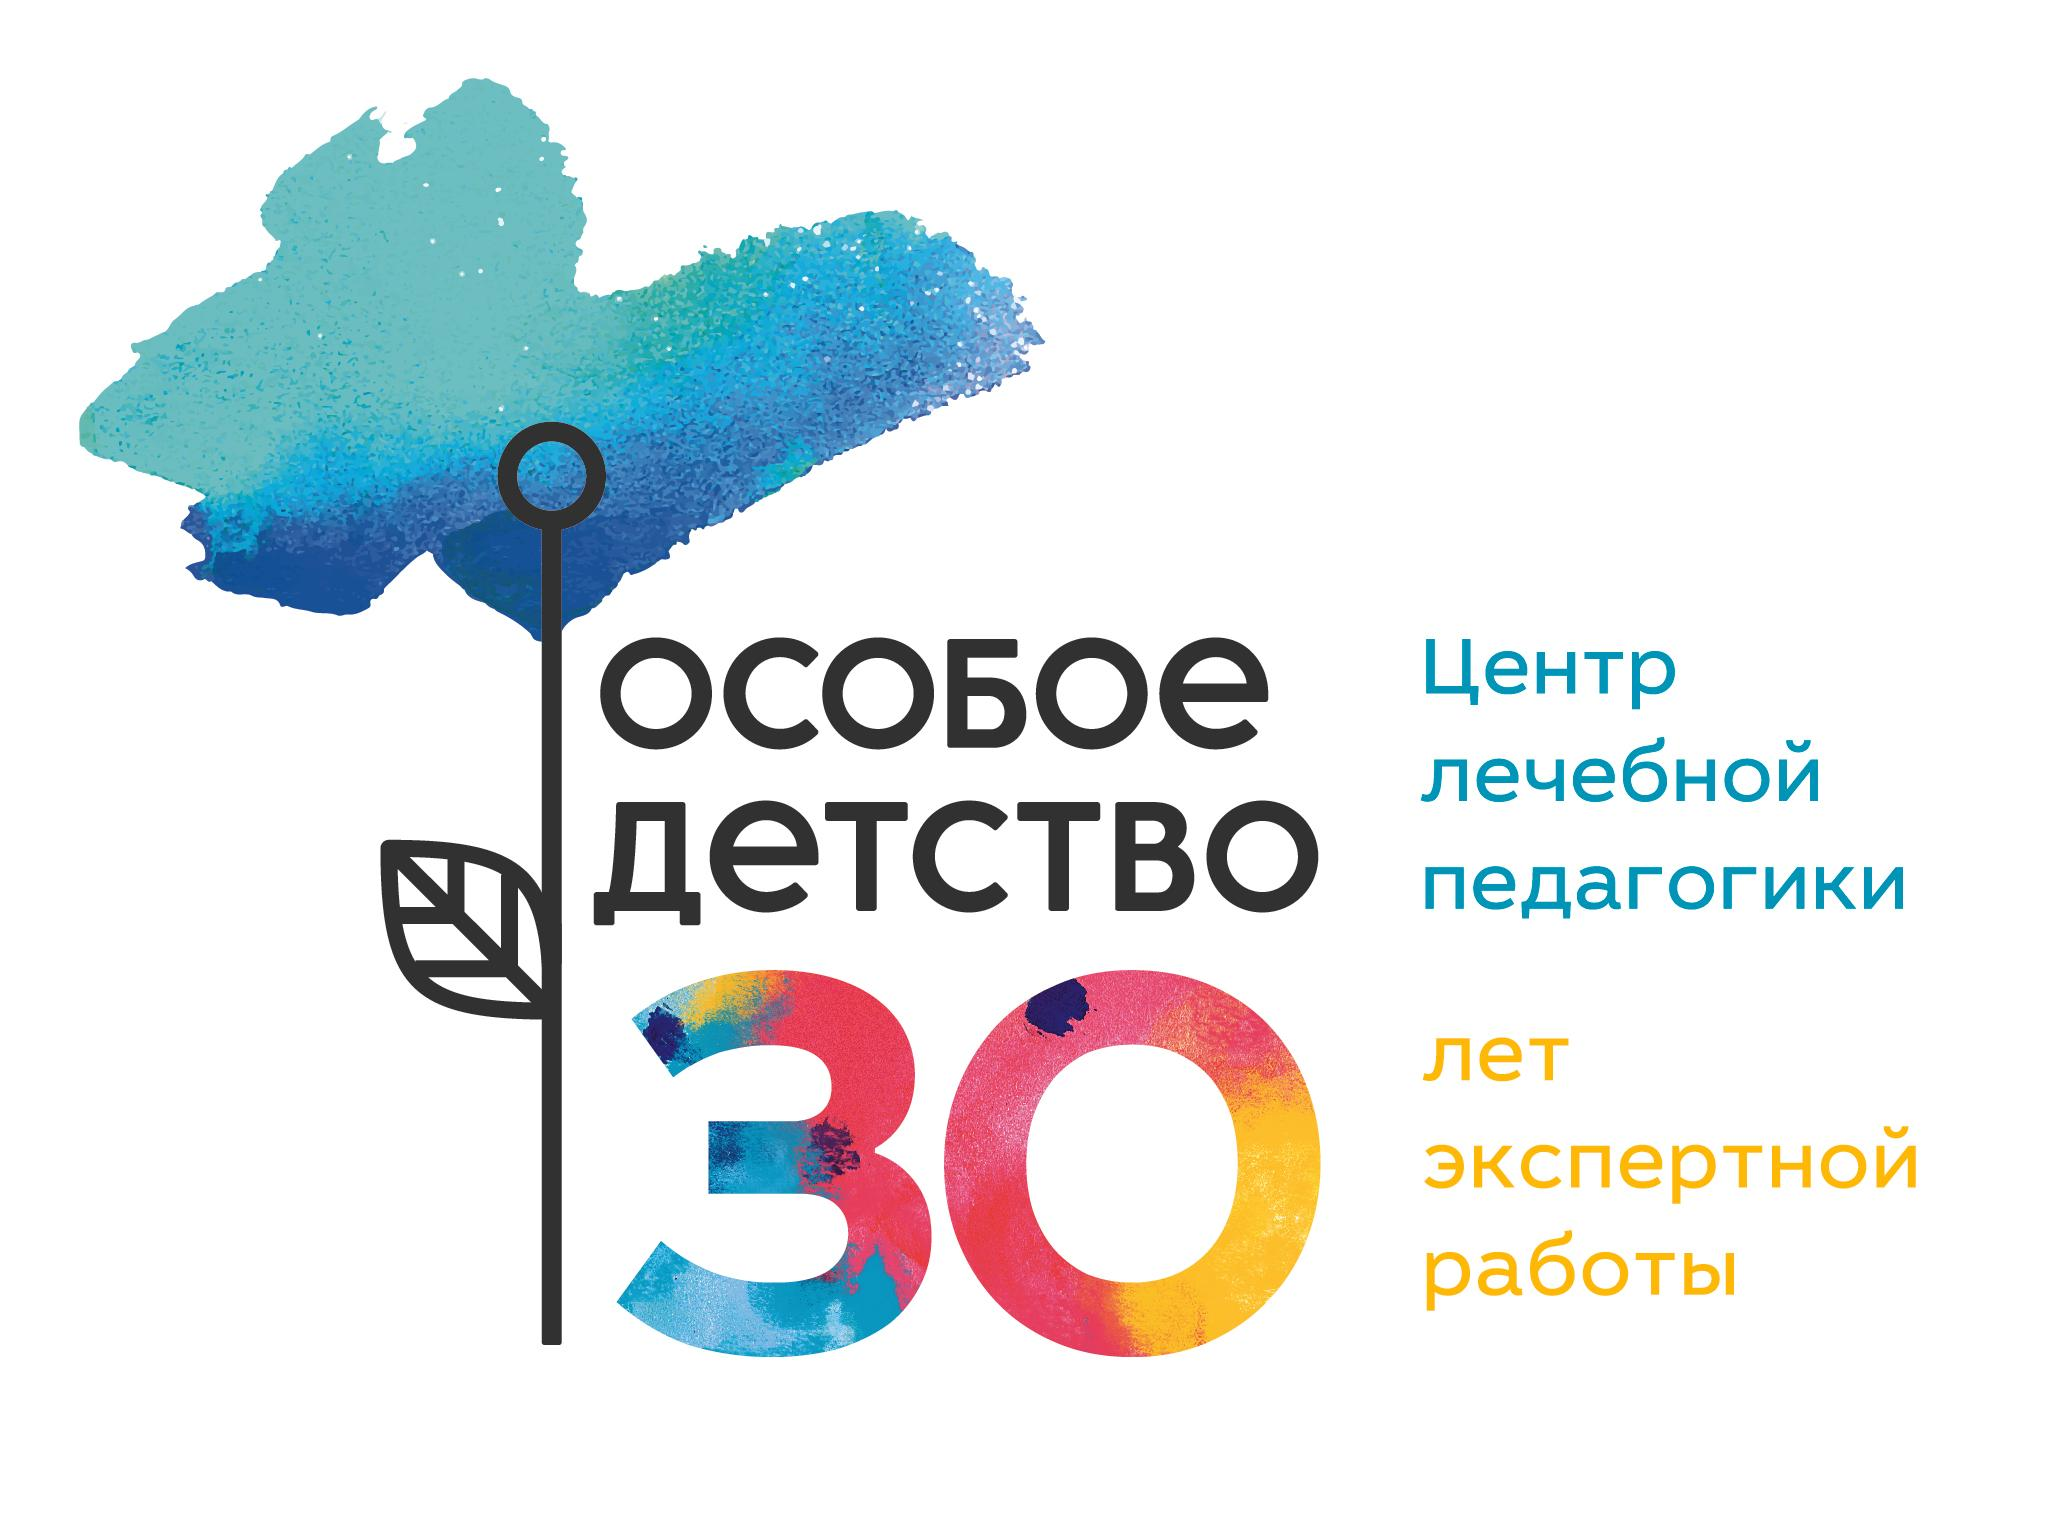 особое
детство
30
Центр
лечебной
педагогики
лет
экспертной
работы